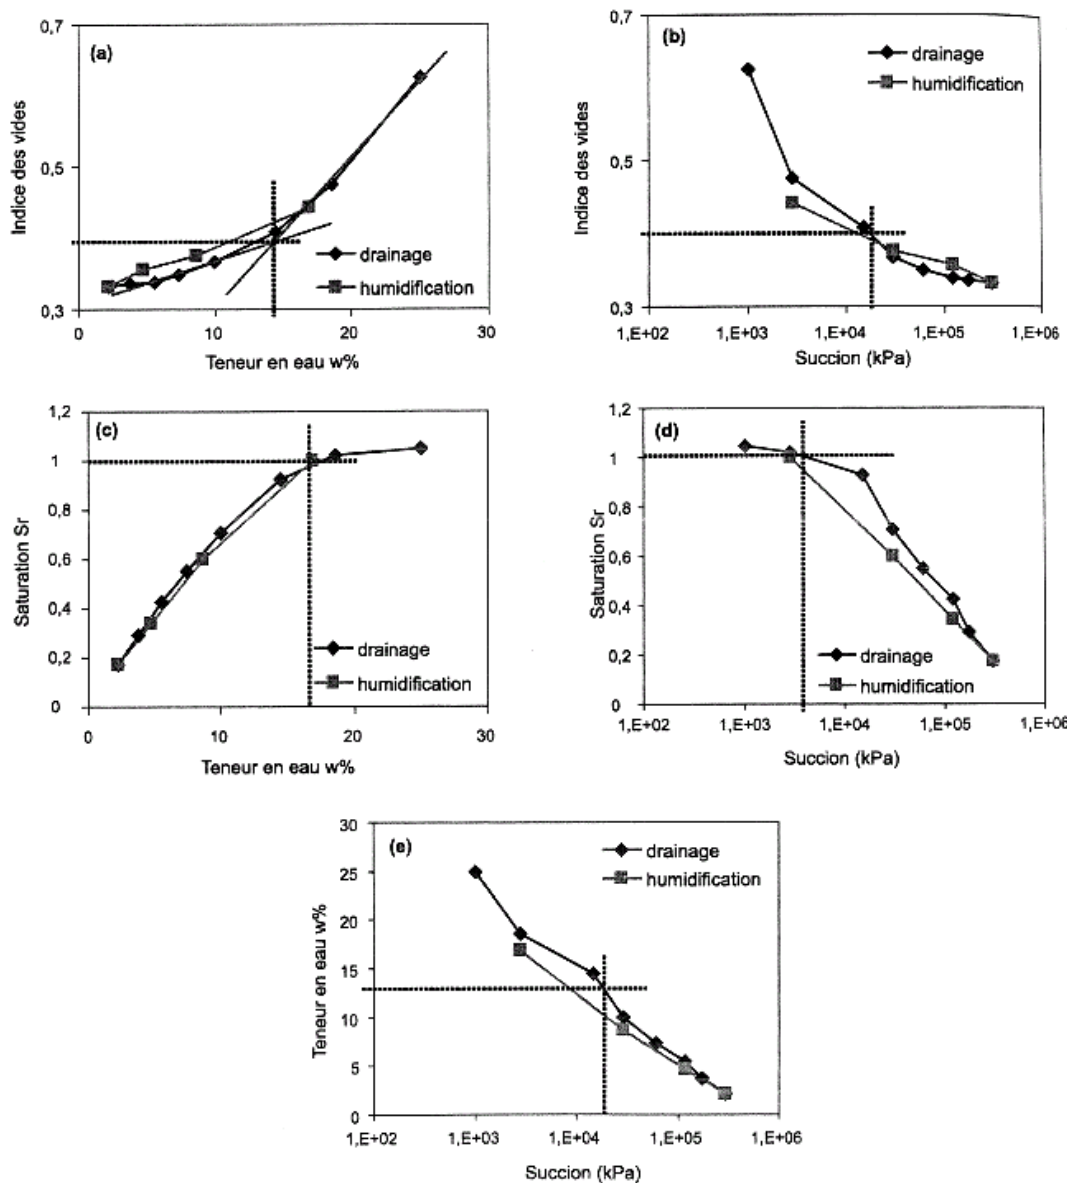 (a)
0,7
0,5
0,3
Indice des vides
drainage
humidification
0 10 20 30
Teneur en eau w%
(b)
0,7
0,5
0,3
Indice des vides
drainage
humidification
1,E+02 1,E+03 1,E+04 1,E+05 1,E+06
Succion (kPa)
(c)
1,2
1
0,8
0,6
0,4
0,2
0
Saturation Sr
drainage
humidification
0 10 20 30
Teneur en eau w%
(d)
1,2
1
0,8
0,6
0,4
0,2
0
Saturation Sr
drainage
humidification
1,E+02 1,E+03 1,E+04 1,E+05 1,E+06
Succion (kPa)
(e)
30
25
20
15
10
5
0
Teneur en eau w%
drainage
humidification
1,E+02 1,E+03 1,E+04 1,E+05 1,E+06
Succion (kPa)